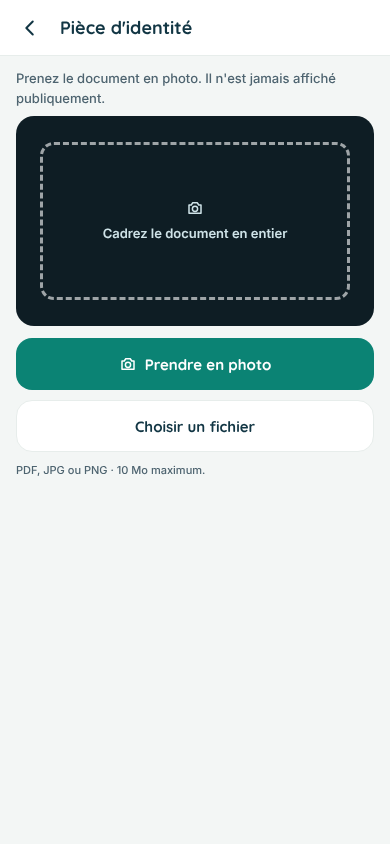 Pièce d'identité
Prenez le document en photo. Il n'est jamais affiché
publiquement.
Cadrez le document en entier
Prendre en photo
Choisir un fichier
PDF, JPG ou PNG · 10 Mo maximum.